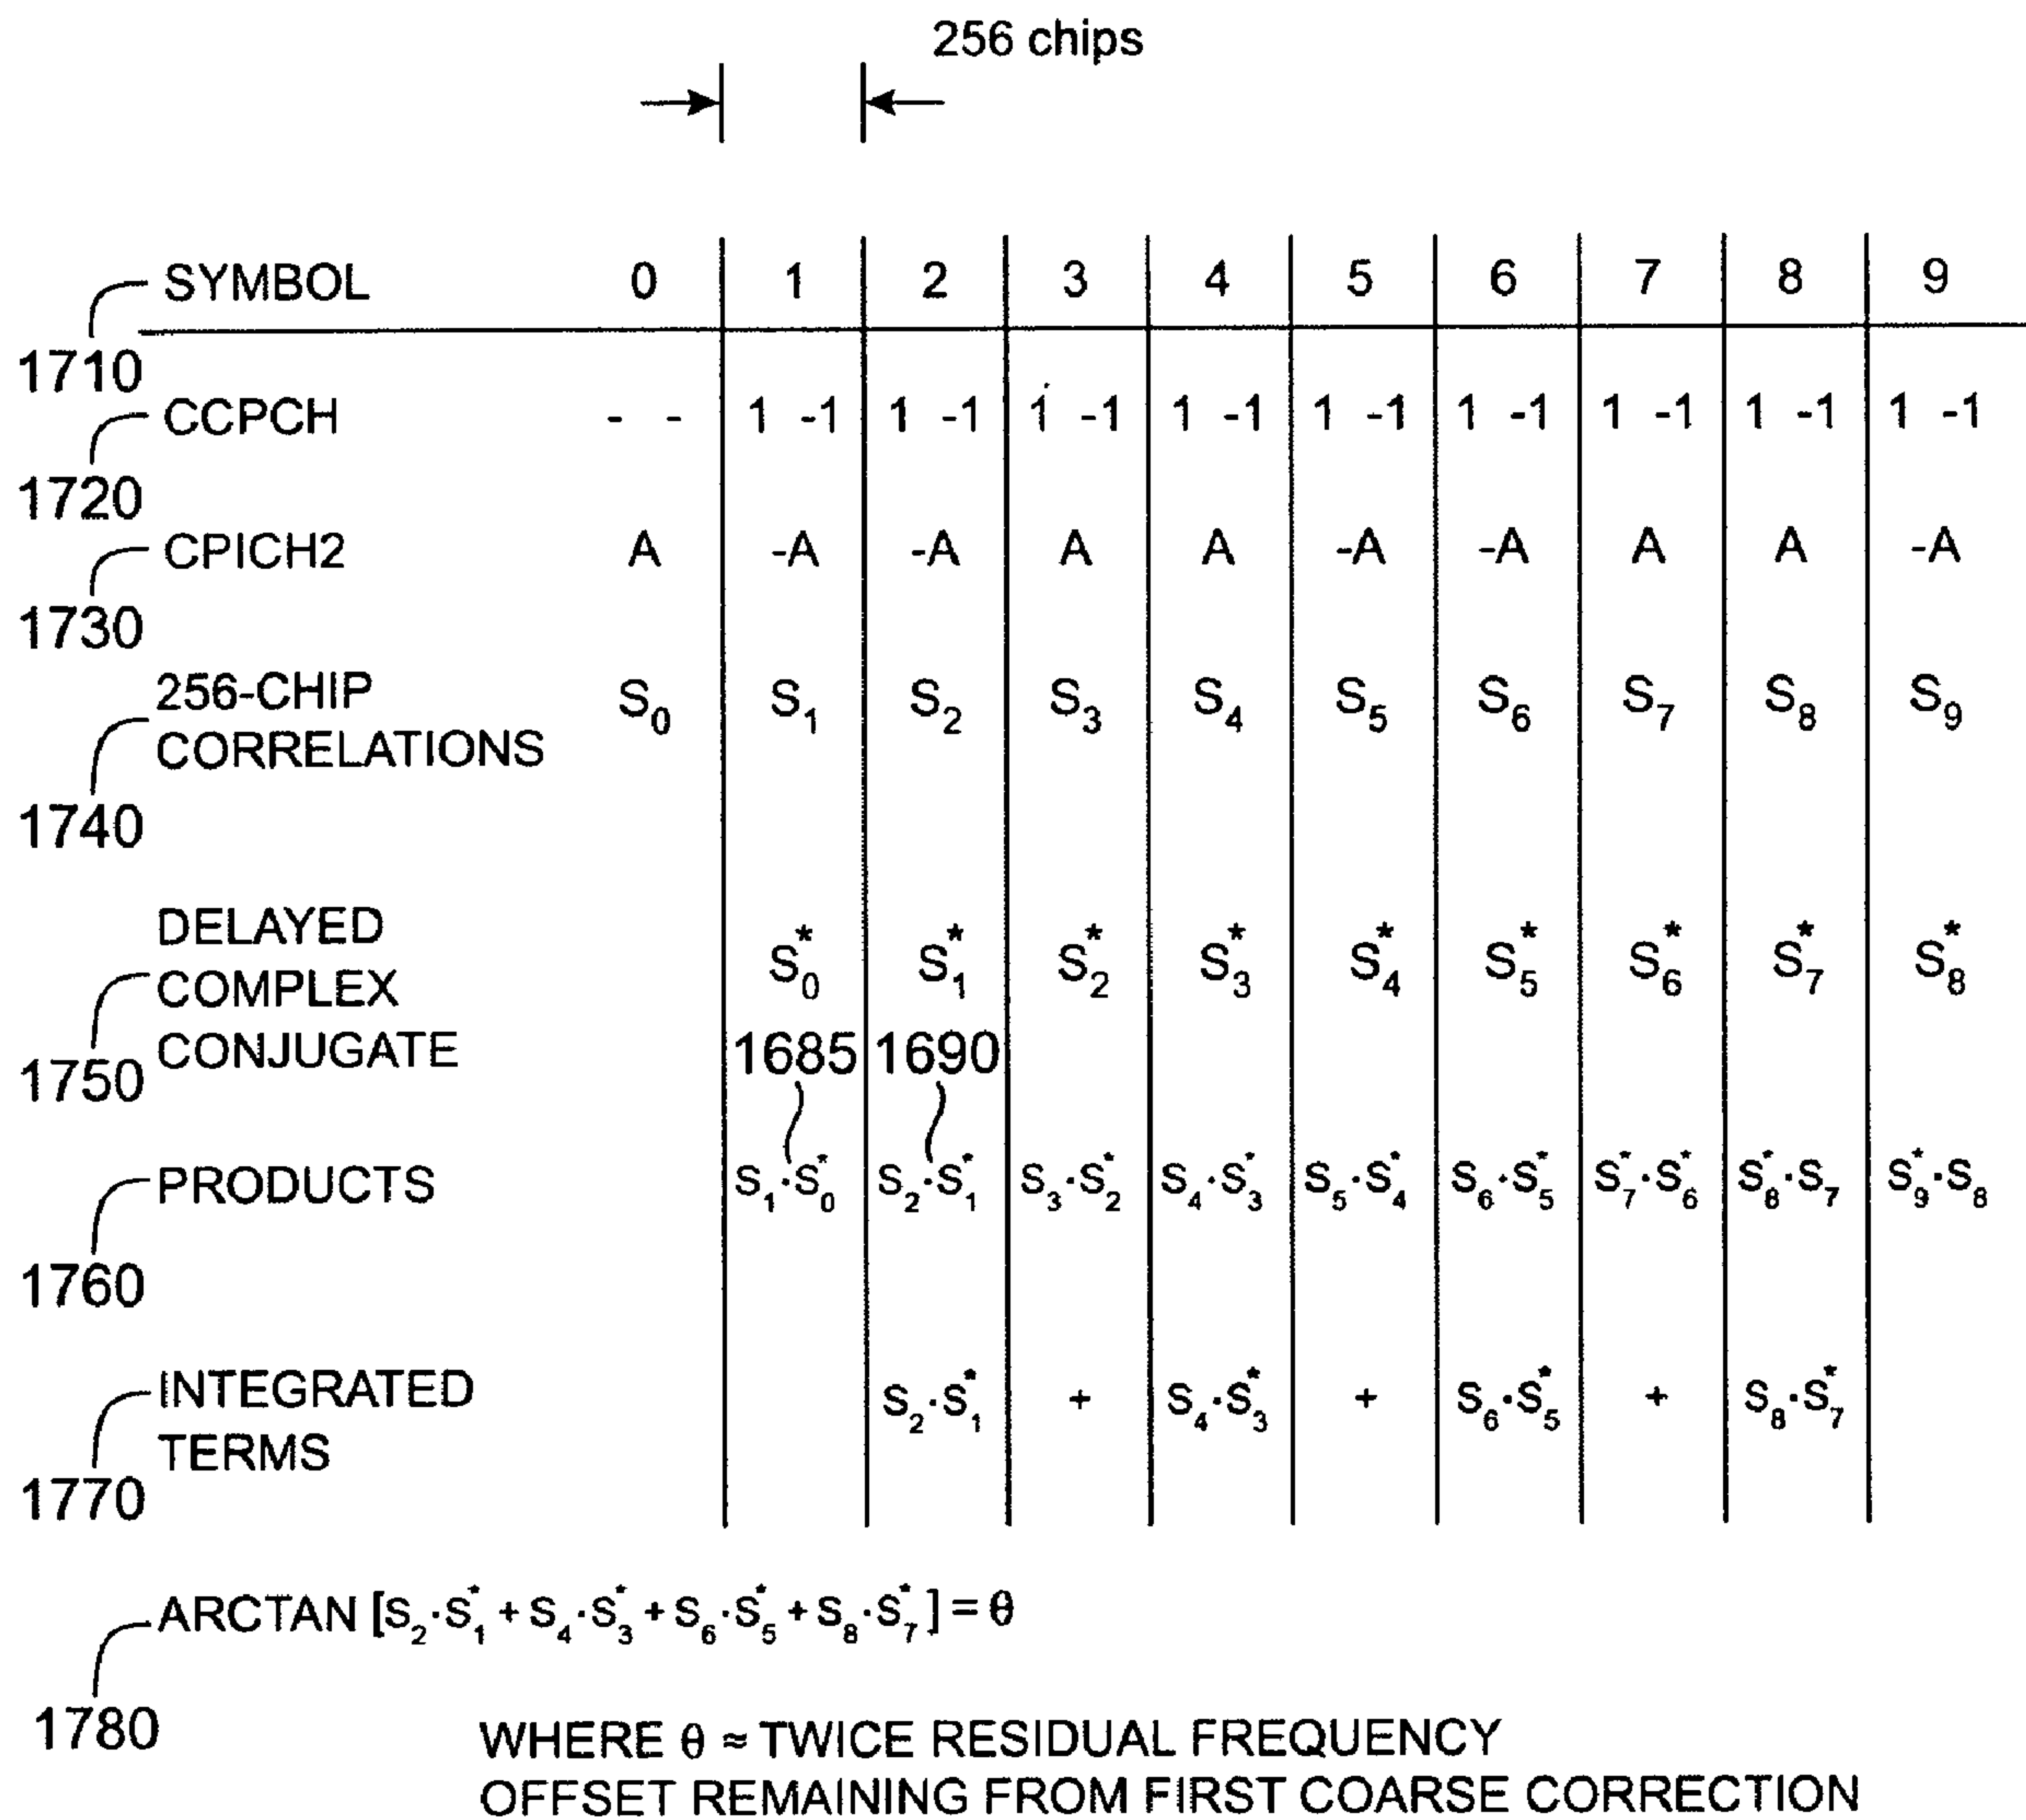 256 chips
SYMBOL 0 1 2 3 4 5 6 7 8 9
1710
CCPCH - - 1 -1 1 -1 1 -1 1 -1 1 -1 1 -1 1 -1 1 -1 1 -1
1720
CPICH2 A -A -A A A -A -A A A -A
1730
256-CHIP
CORRELATIONS S0 S1 S2 S3 S4 S5 S6 S7 S8 S9
1740
DELAYED
COMPLEX S0* S1* S2* S3* S4* S5* S6* S7* S8*
CONJUGATE 1685 1690
1750
PRODUCTS S1·S0* S2·S1* S3·S2* S4·S3* S5·S4* S6·S5* S7*·S6* S8*·S7 S9*·S8
1760
INTEGRATED S2·S1* + S4·S3* + S6·S5* + S8·S7*
TERMS
1770
ARCTAN [S2·S1* + S4·S3* + S6·S5* + S8·S7*] = θ
1780
WHERE θ ≈ TWICE RESIDUAL FREQUENCY
OFFSET REMAINING FROM FIRST COARSE CORRECTION